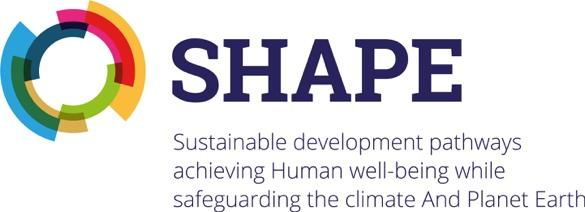 SHAPE
Sustainable development pathways
achieving Human well-being while
safeguarding the climate And Planet Earth